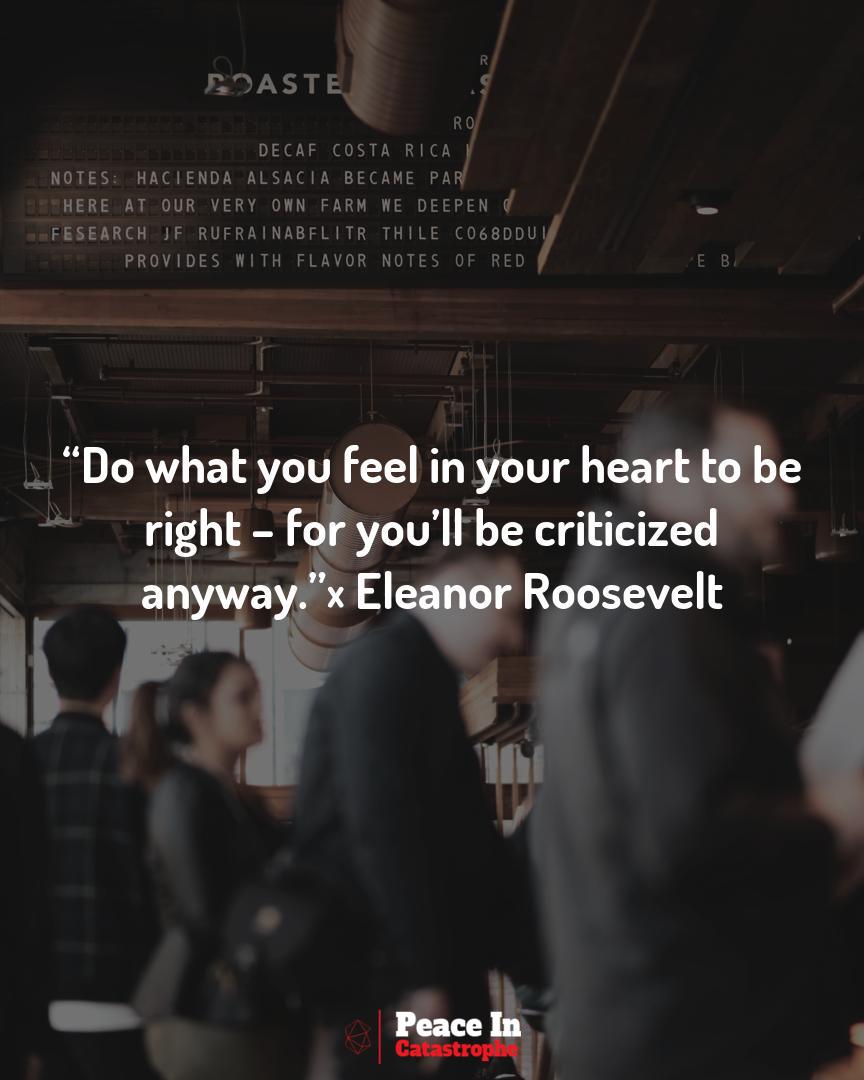 ROASTE
DECAF COSTA RICA
NOTES: HACIENDA ALSACIA BECAME PAR
HERE AT OUR VERY OWN FARM WE DEEPEN
PROVIDES WITH FLAVOR NOTES OF RED
“Do what you feel in your heart to be
right – for you’ll be criticized
anyway.”x Eleanor Roosevelt
Peace In
Catastrophe